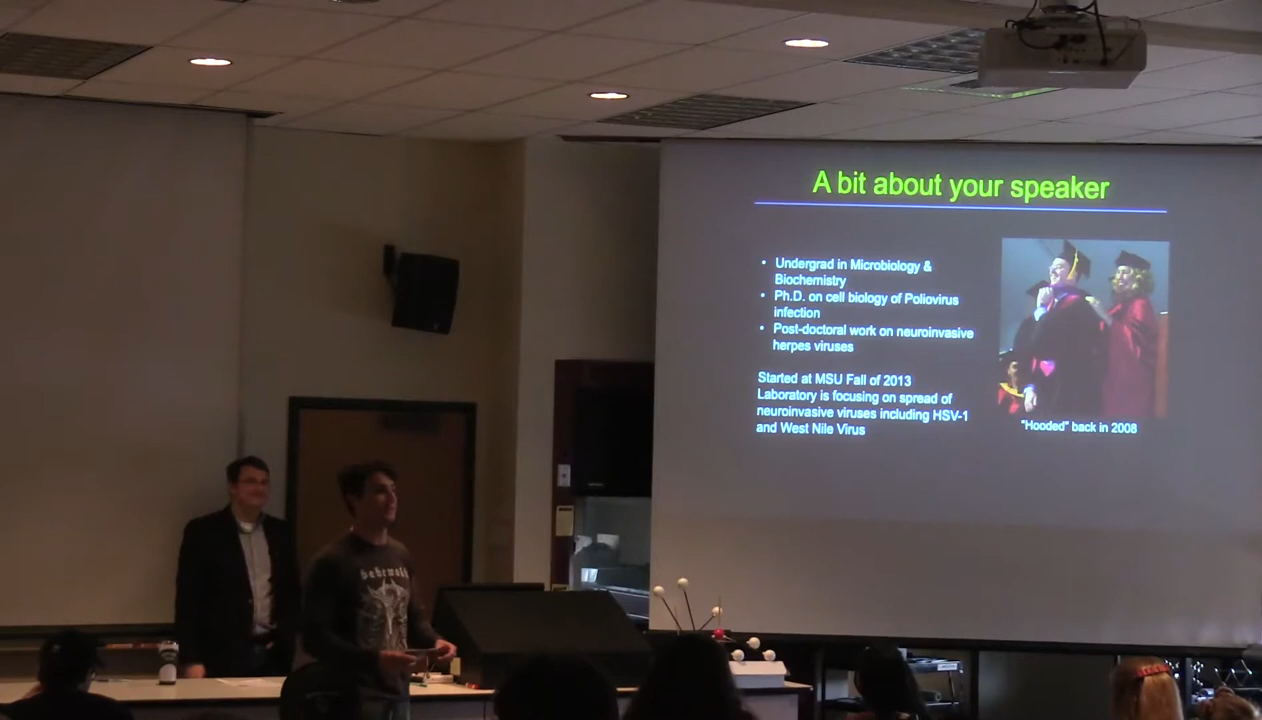 A bit about your speaker
• Undergrad in Microbiology &
Biochemistry
• Ph.D. on cell biology of Poliovirus
infection
• Post-doctoral work on neuroinvasive
herpes viruses
Started at MSU Fall of 2013
Laboratory is focusing on spread of
neuroinvasive viruses including HSV-1
and West Nile Virus
"Hooded" back in 2008
behemoth